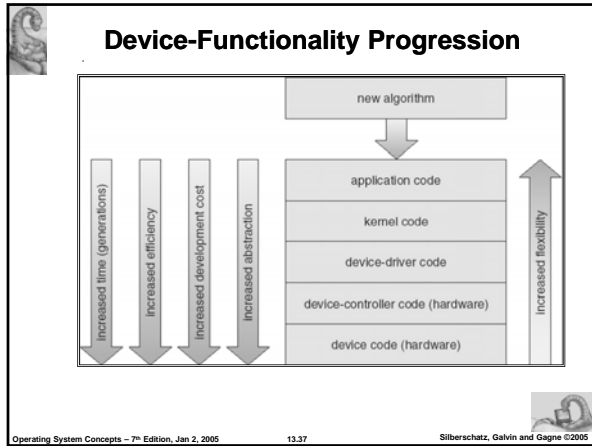 Device-Functionality Progression
new algorithm
increased time (generations)
increased efficiency
increased development cost
increased abstraction
application code
kernel code
device-driver code
device-controller code (hardware)
device code (hardware)
increased flexibility
Operating System Concepts – 7th Edition, Jan 2, 2005
13.37
Silberschatz, Galvin and Gagne ©2005